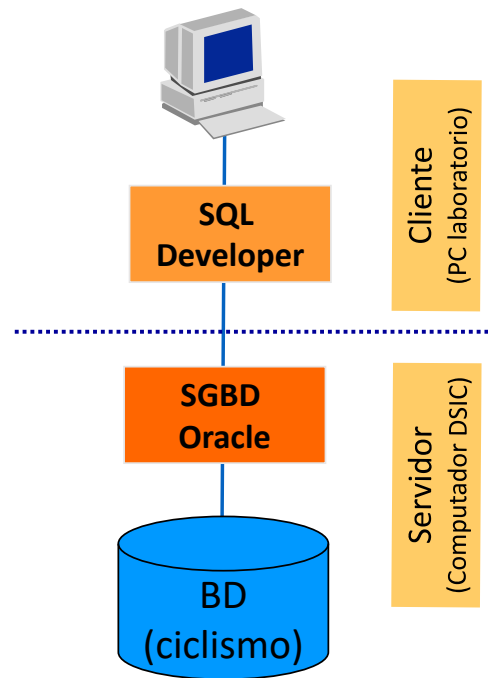 SQL
Developer
Cliente
(PC laboratorio)
SGBD
Oracle
Servidor
(Computador DSIC)
BD
(ciclismo)